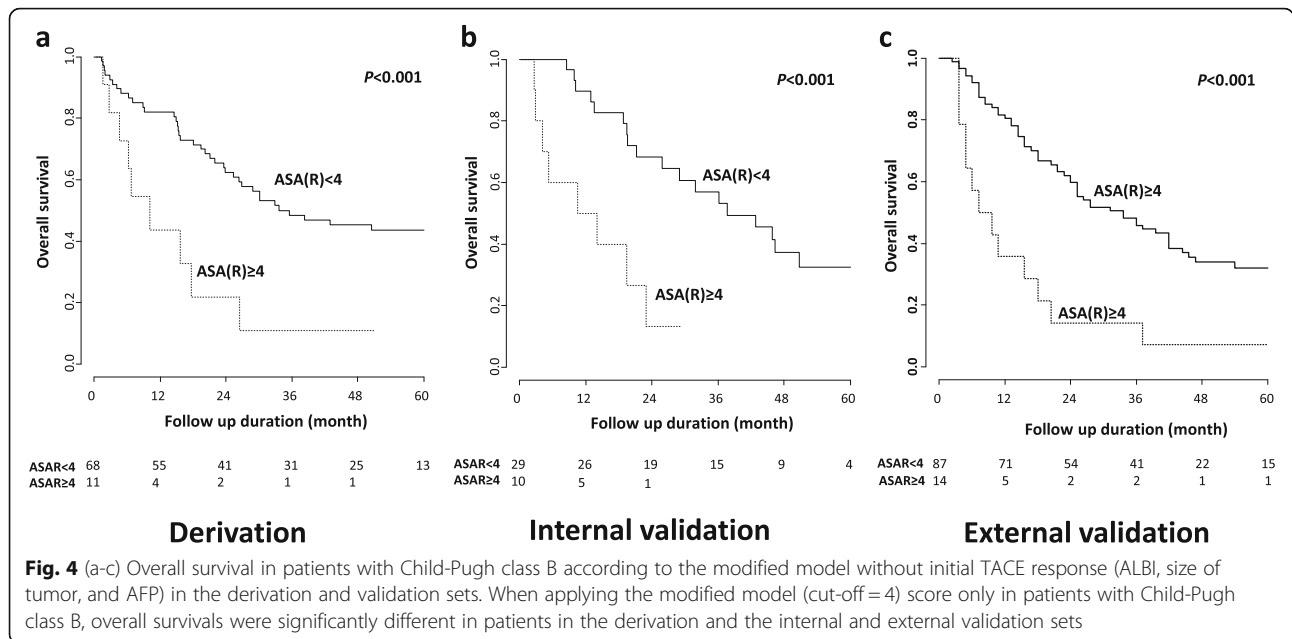 a
P<0.001
1.0
0.8
0.6
0.4
0.2
0.0
Overall survival
ASA(R)<4
ASA(R)≥4
0 12 24 36 48 60
Follow up duration (month)
ASAR<4 68 55 41 31 25 13
ASAR≥4 11 4 2 1 1
Derivation
b
P<0.001
1.0
0.8
0.6
0.4
0.2
0.0
Overall survival
ASA(R)<4
ASA(R)≥4
0 12 24 36 48 60
Follow up duration (month)
ASAR<4 29 26 19 15 9 4
ASAR≥4 10 5 1
Internal validation
c
P<0.001
1.0
0.8
0.6
0.4
0.2
0.0
Overall survival
ASA(R)≥4
ASA(R)≥4
0 12 24 36 48 60
Follow up duration (month)
ASAR<4 87 71 54 41 22 15
ASAR≥4 14 5 2 2 1 1
External validation
Fig. 4 (a-c) Overall survival in patients with Child-Pugh class B according to the modified model without initial TACE response (ALBI, size of
tumor, and AFP) in the derivation and validation sets. When applying the modified model (cut-off = 4) score only in patients with Child-Pugh
class B, overall survivals were significantly different in patients in the derivation and the internal and external validation sets